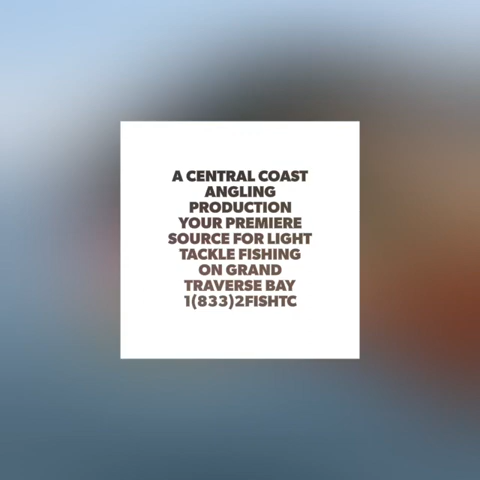 A CENTRAL COAST
ANGLING
PRODUCTION
YOUR PREMIERE
SOURCE FOR LIGHT
TACKLE FISHING
ON GRAND
TRAVERSE BAY
1(833)2FISHTC